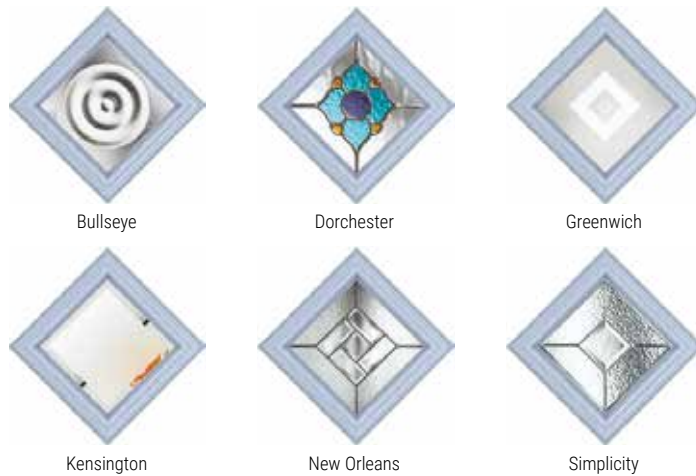 Bullseye
Dorchester
Greenwich
Kensington
New Orleans
Simplicity